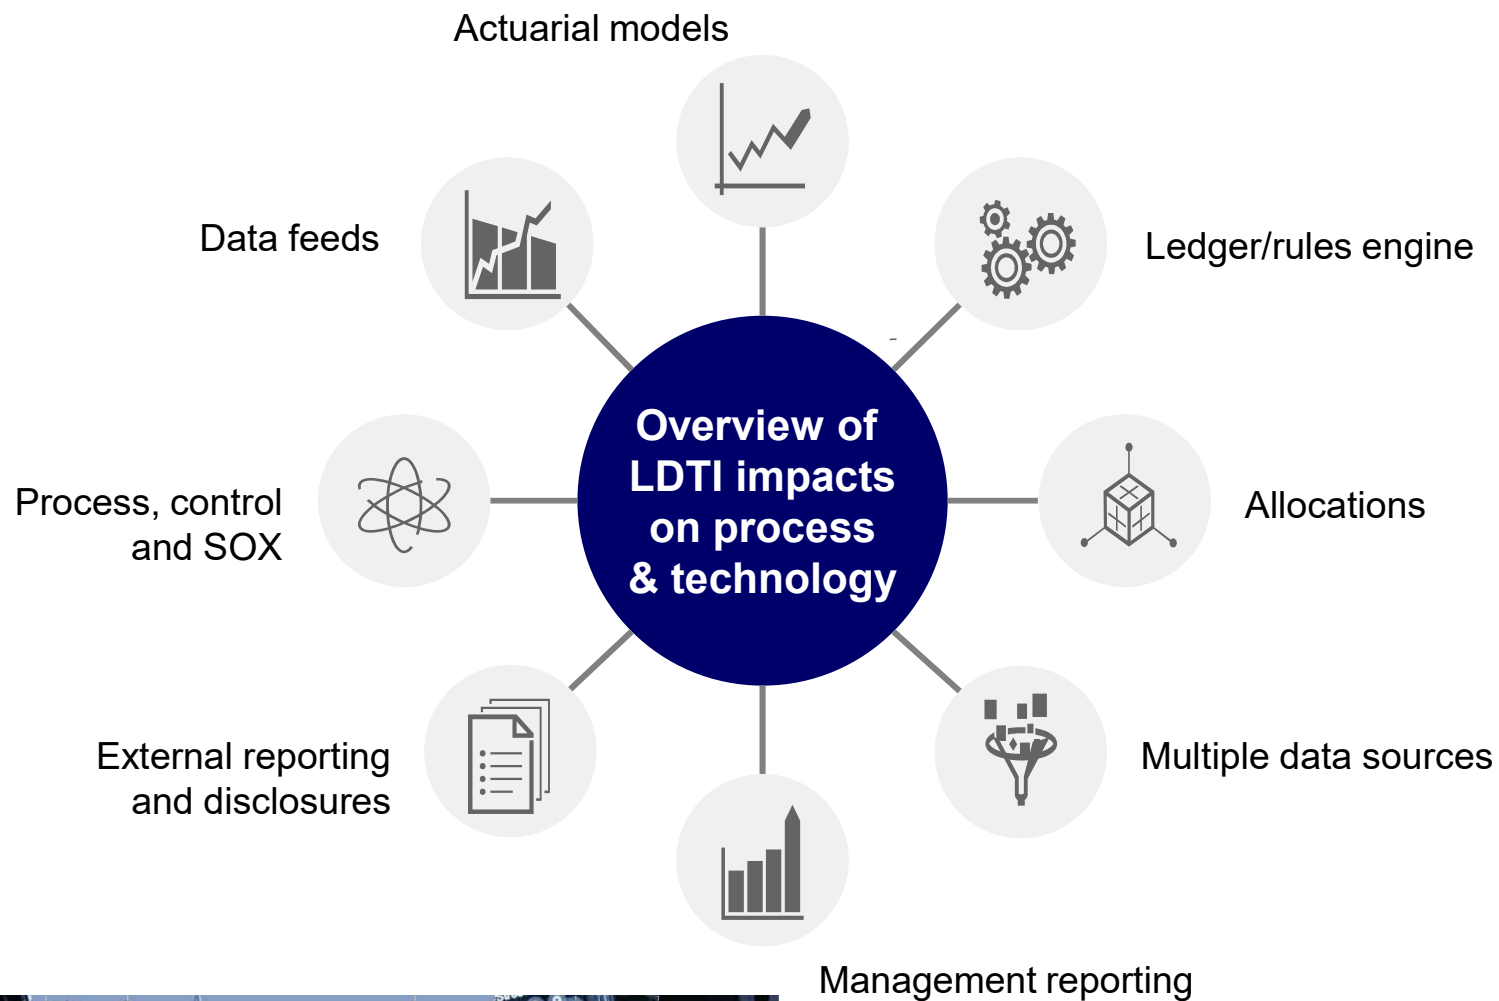 Actuarial models
Data feeds
Ledger/rules engine
Overview of
LDTI impacts
on process
& technology
Process, control
and SOX
Allocations
External reporting
and disclosures
Multiple data sources
Management reporting